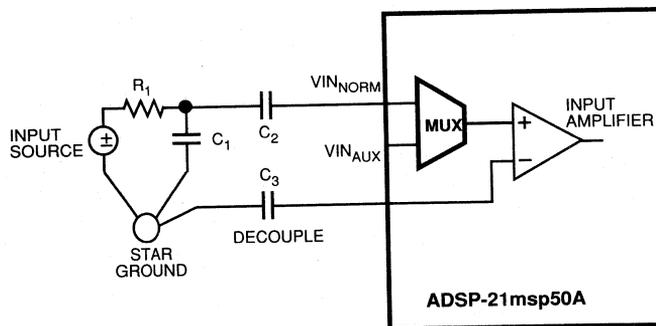 R1
INPUT
SOURCE
±
C1
C2
VINNORM
VINAUX
MUX
+
−
INPUT
AMPLIFIER
C3
DECOUPLE
STAR
GROUND
ADSP-21msp50A